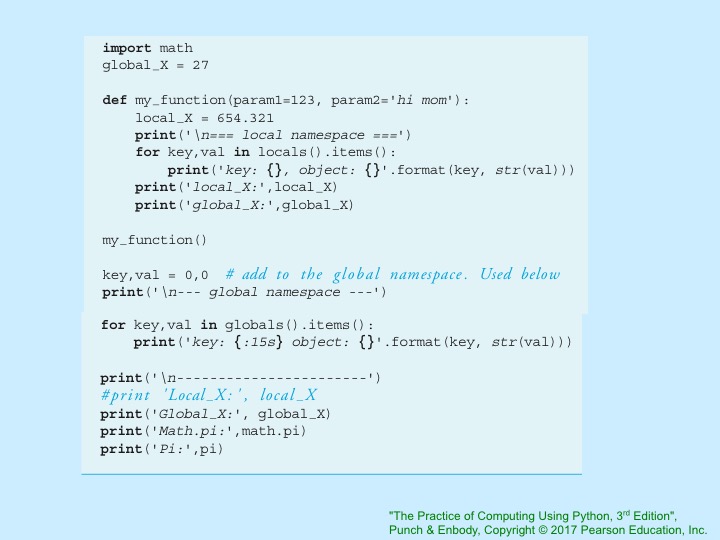 import math
global_X = 27

def my_function(param1=123, param2='hi mom'):
    local_X = 654.321
    print('\n=== local namespace ===')
    for key,val in locals().items():
        print('key: {}, object: {}'.format(key, str(val)))
    print('local_X:',local_X)
    print('global_X:',global_X)

my_function()

key,val = 0,0  # add to the global namespace. Used below
print('\n--- global namespace ---')
for key,val in globals().items():
    print('key: {:15s} object: {}'.format(key, str(val)))

print('\n-----------------------')
#print 'Local_X:', local_X
print('Global_X:', global_X)
print('Math.pi:',math.pi)
print('Pi:',pi)
"The Practice of Computing Using Python, 3rd Edition",
Punch & Enbody, Copyright © 2017 Pearson Education, Inc.